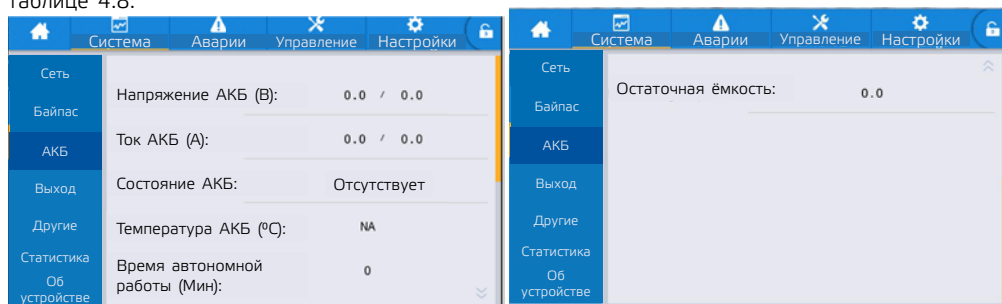 таблице 4.8.
Система Аварии Управление Настройки
Сеть
Байпас
АКБ
Выход
Другие
Статистика
Об
устройстве
Напряжение АКБ (В): 0.0 / 0.0
Ток АКБ (А): 0.0 / 0.0
Состояние АКБ: Отсутствует
Температура АКБ (ºС): NA
Время автономной
работы (Мин): 0
Система Аварии Управление Настройки
Сеть
Байпас
АКБ
Выход
Другие
Статистика
Об
устройстве
Остаточная ёмкость: 0.0